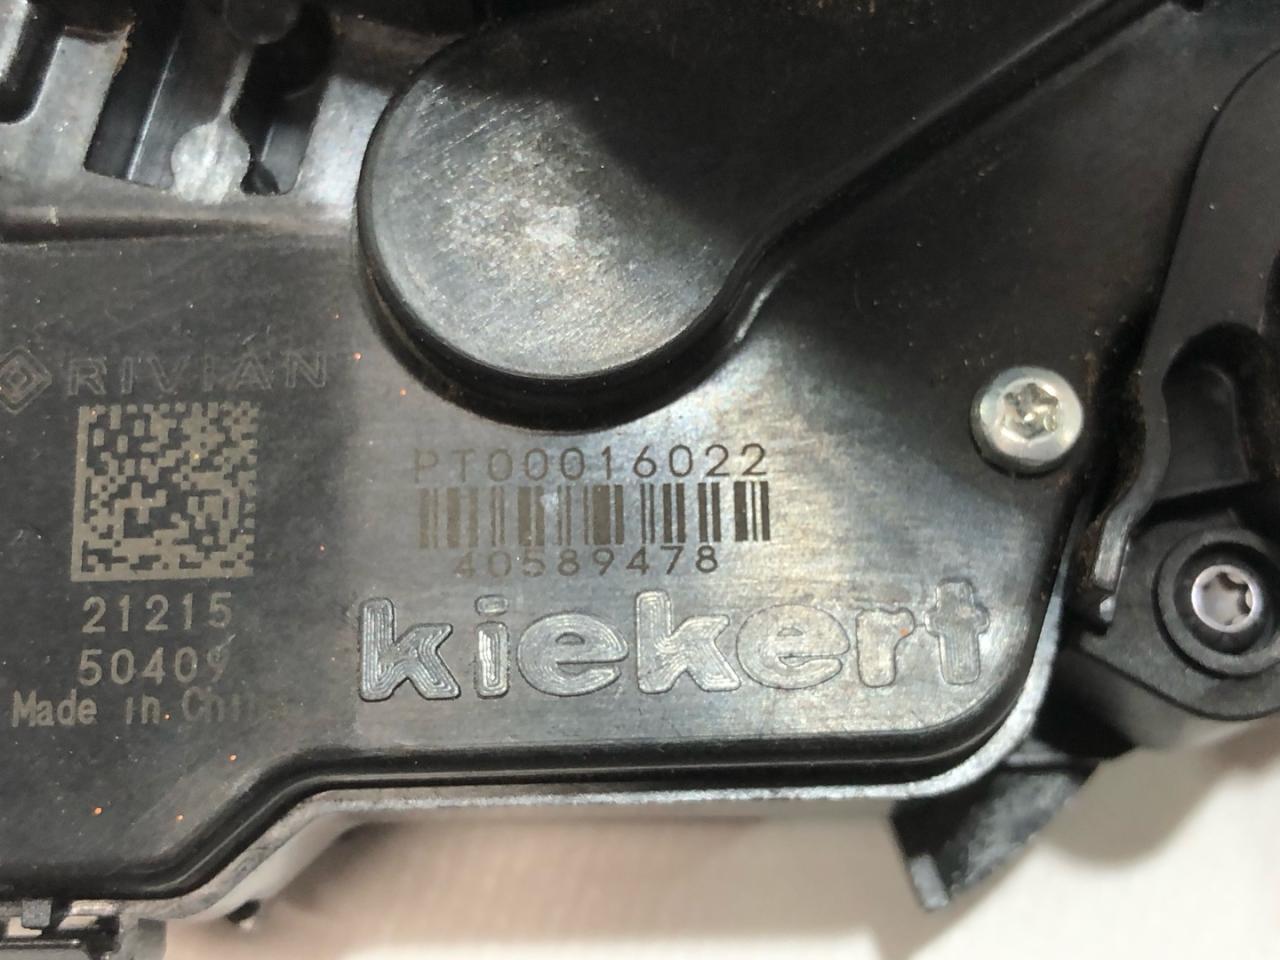 RIVIAN
21215
50409
Made in China
PT00016022
40589478
kiekert